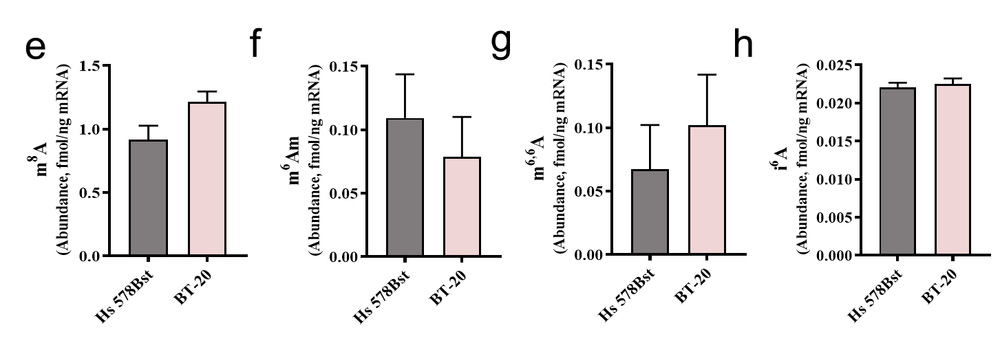 e
m⁸A
(Abundance, fmol/ng mRNA)
1.5
1.0
0.5
0.0
Hs 578Bst
BT-20
f
m⁶Am
(Abundance, fmol/ng mRNA)
0.15
0.10
0.05
0.00
Hs 578Bst
BT-20
g
m⁶,⁶A
(Abundance, fmol/ng mRNA)
0.15
0.10
0.05
0.00
Hs 578Bst
BT-20
h
i⁶A
(Abundance, fmol/ng mRNA)
0.025
0.020
0.015
0.010
0.005
0.000
Hs 578Bst
BT-20